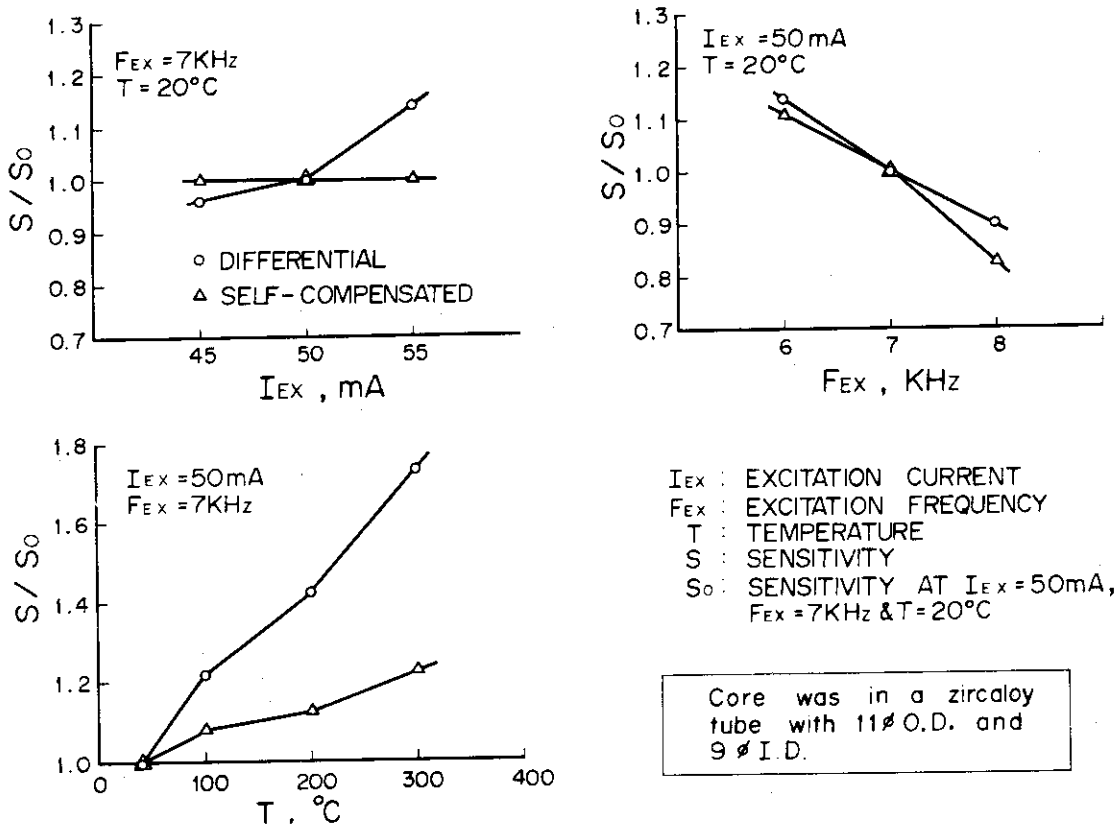 1.3
1.2
1.1
1.0
0.9
0.8
0.7
S / So
FEX = 7KHz
T = 20°C
○ DIFFERENTIAL
△ SELF-COMPENSATED
45 50 55
IEX , mA
1.3
1.2
1.1
1.0
0.9
0.8
0.7
S / So
IEX = 50mA
T = 20°C
6 7 8
FEX , KHz
1.8
1.6
1.4
1.2
1.0
S / So
IEX = 50mA
FEX = 7KHz
0 100 200 300 400
T , °C
IEX : EXCITATION CURRENT
FEX : EXCITATION FREQUENCY
T : TEMPERATURE
S : SENSITIVITY
So : SENSITIVITY AT IEX = 50mA,
FEX = 7KHz & T = 20°C
Core was in a zircaloy
tube with 11ø O.D. and
9 ø I.D.